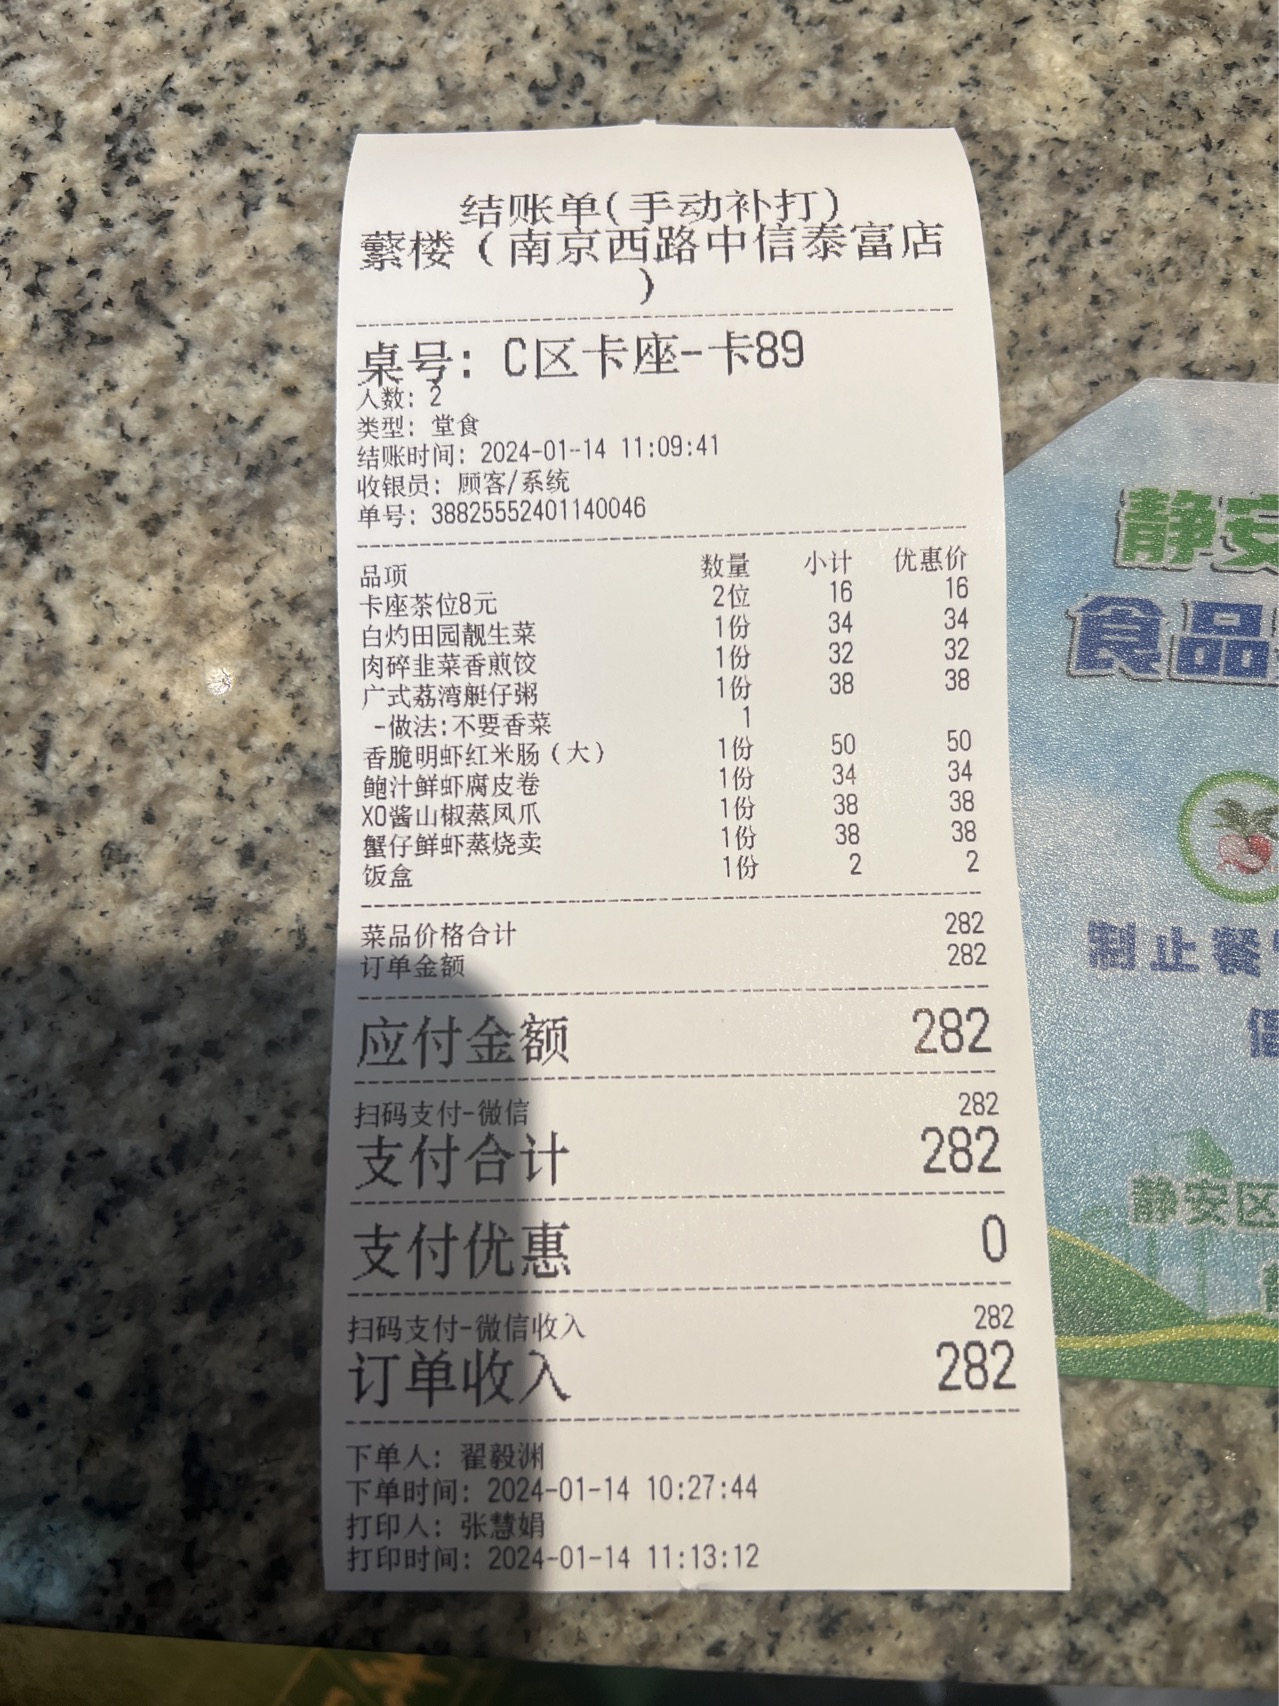 结账单(手动补打)
蘩楼（南京西路中信泰富店
）
桌号: C区卡座-卡89
人数: 2
类型: 堂食
结账时间: 2024-01-14 11:09:41
收银员: 顾客/系统
单号: 38825552401140046
品项 数量 小计 优惠价
卡座茶位8元 2位 16 16
白灼田园靓生菜 1份 34 34
肉碎韭菜香煎饺 1份 32 32
广式荔湾艇仔粥 1份 38 38
-做法:不要香菜 1
香脆明虾红米肠（大） 1份 50 50
鲍汁鲜虾腐皮卷 1份 34 34
XO酱山椒蒸凤爪 1份 38 38
蟹仔鲜虾蒸烧卖 1份 38 38
饭盒 1份 2 2
菜品价格合计 282
订单金额 282
应付金额 282
扫码支付-微信 282
支付合计 282
支付优惠 0
扫码支付-微信收入 282
订单收入 282
下单人: 翟毅渊
下单时间: 2024-01-14 10:27:44
打印人: 张慧娟
打印时间: 2024-01-14 11:13:12
静安
食品
制止餐
静安区